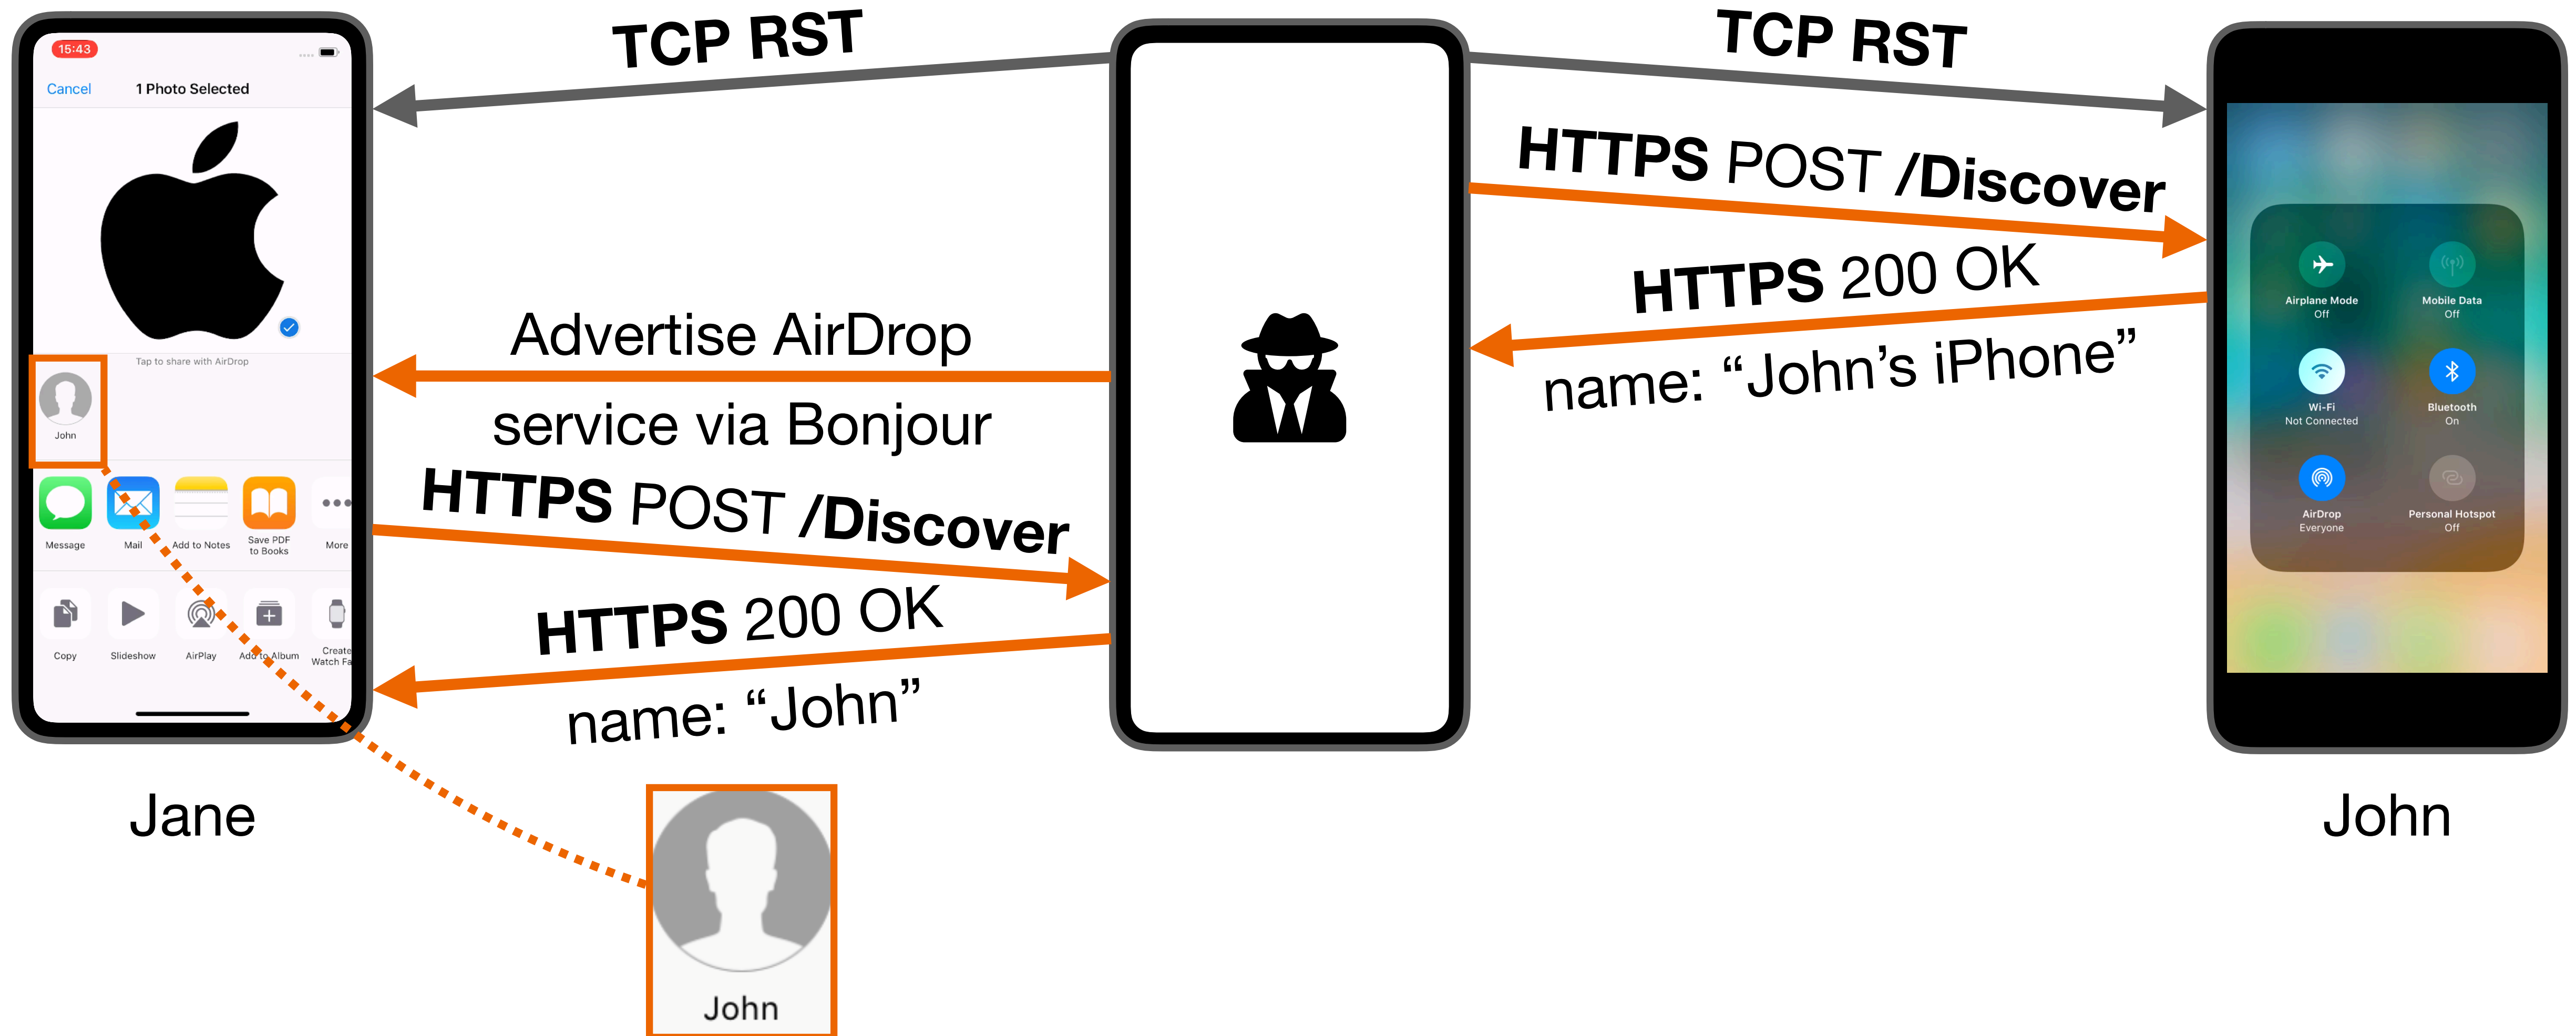 15:43
Cancel
1 Photo Selected
Tap to share with AirDrop
John
Message
Mail
Add to Notes
Save PDF
to Books
More
Copy
Slideshow
AirPlay
Add to Album
Create
Watch Fa
Jane
TCP RST
Advertise AirDrop
service via Bonjour
HTTPS POST /Discover
HTTPS 200 OK
name: “John”
John
TCP RST
HTTPS POST /Discover
HTTPS 200 OK
name: “John’s iPhone”
Airplane Mode
Off
Mobile Data
Off
Wi-Fi
Not Connected
Bluetooth
On
AirDrop
Everyone
Personal Hotspot
Off
John